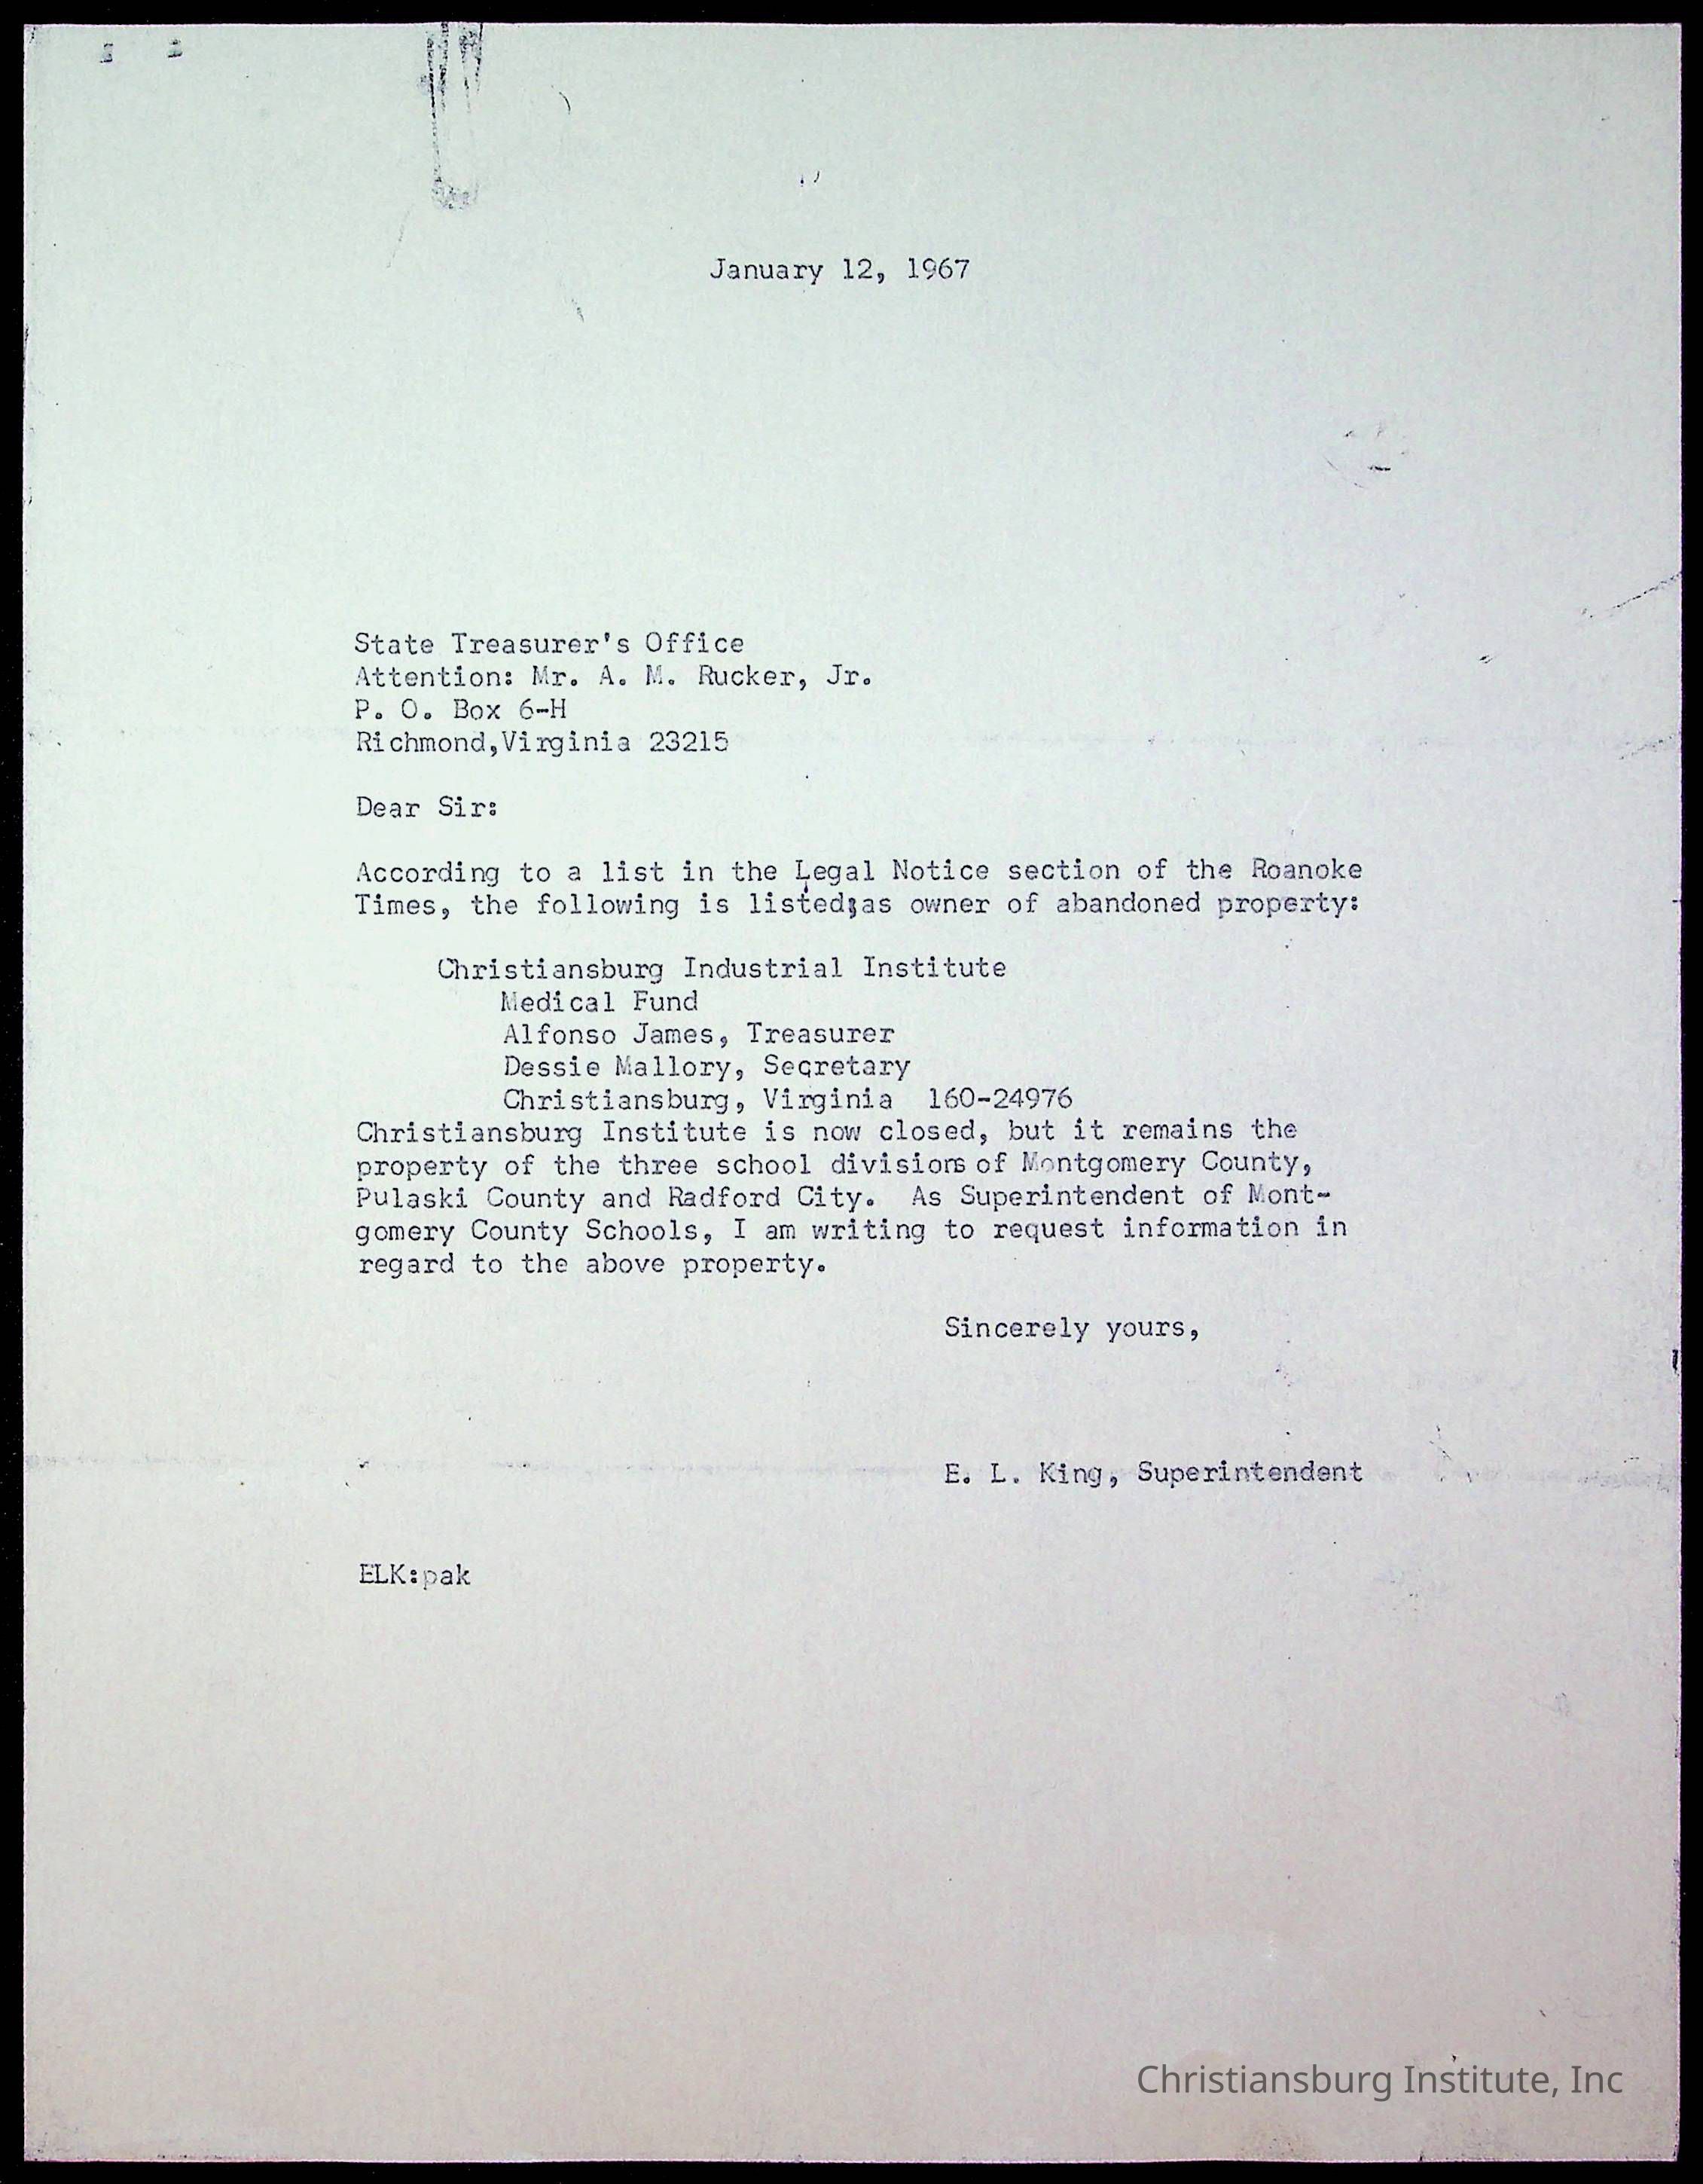 January 12, 1967
State Treasurer's Office
Attention: Mr. A. M. Rucker, Jr.
P. O. Box 6-H
Richmond,Virginia 23215
Dear Sir:
According to a list in the Legal Notice section of the Roanoke
Times, the following is listed as owner of abandoned property:
Christiansburg Industrial Institute
Medical Fund
Alfonso James, Treasurer
Dessie Mallory, Secretary
Christiansburg, Virginia 160-24976
Christiansburg Institute is now closed, but it remains the
property of the three school divisions of Montgomery County,
Pulaski County and Radford City. As Superintendent of Mont-
gomery County Schools, I am writing to request information in
regard to the above property.
Sincerely yours,
E. L. King, Superintendent
ELK:pak
Christiansburg Institute, Inc